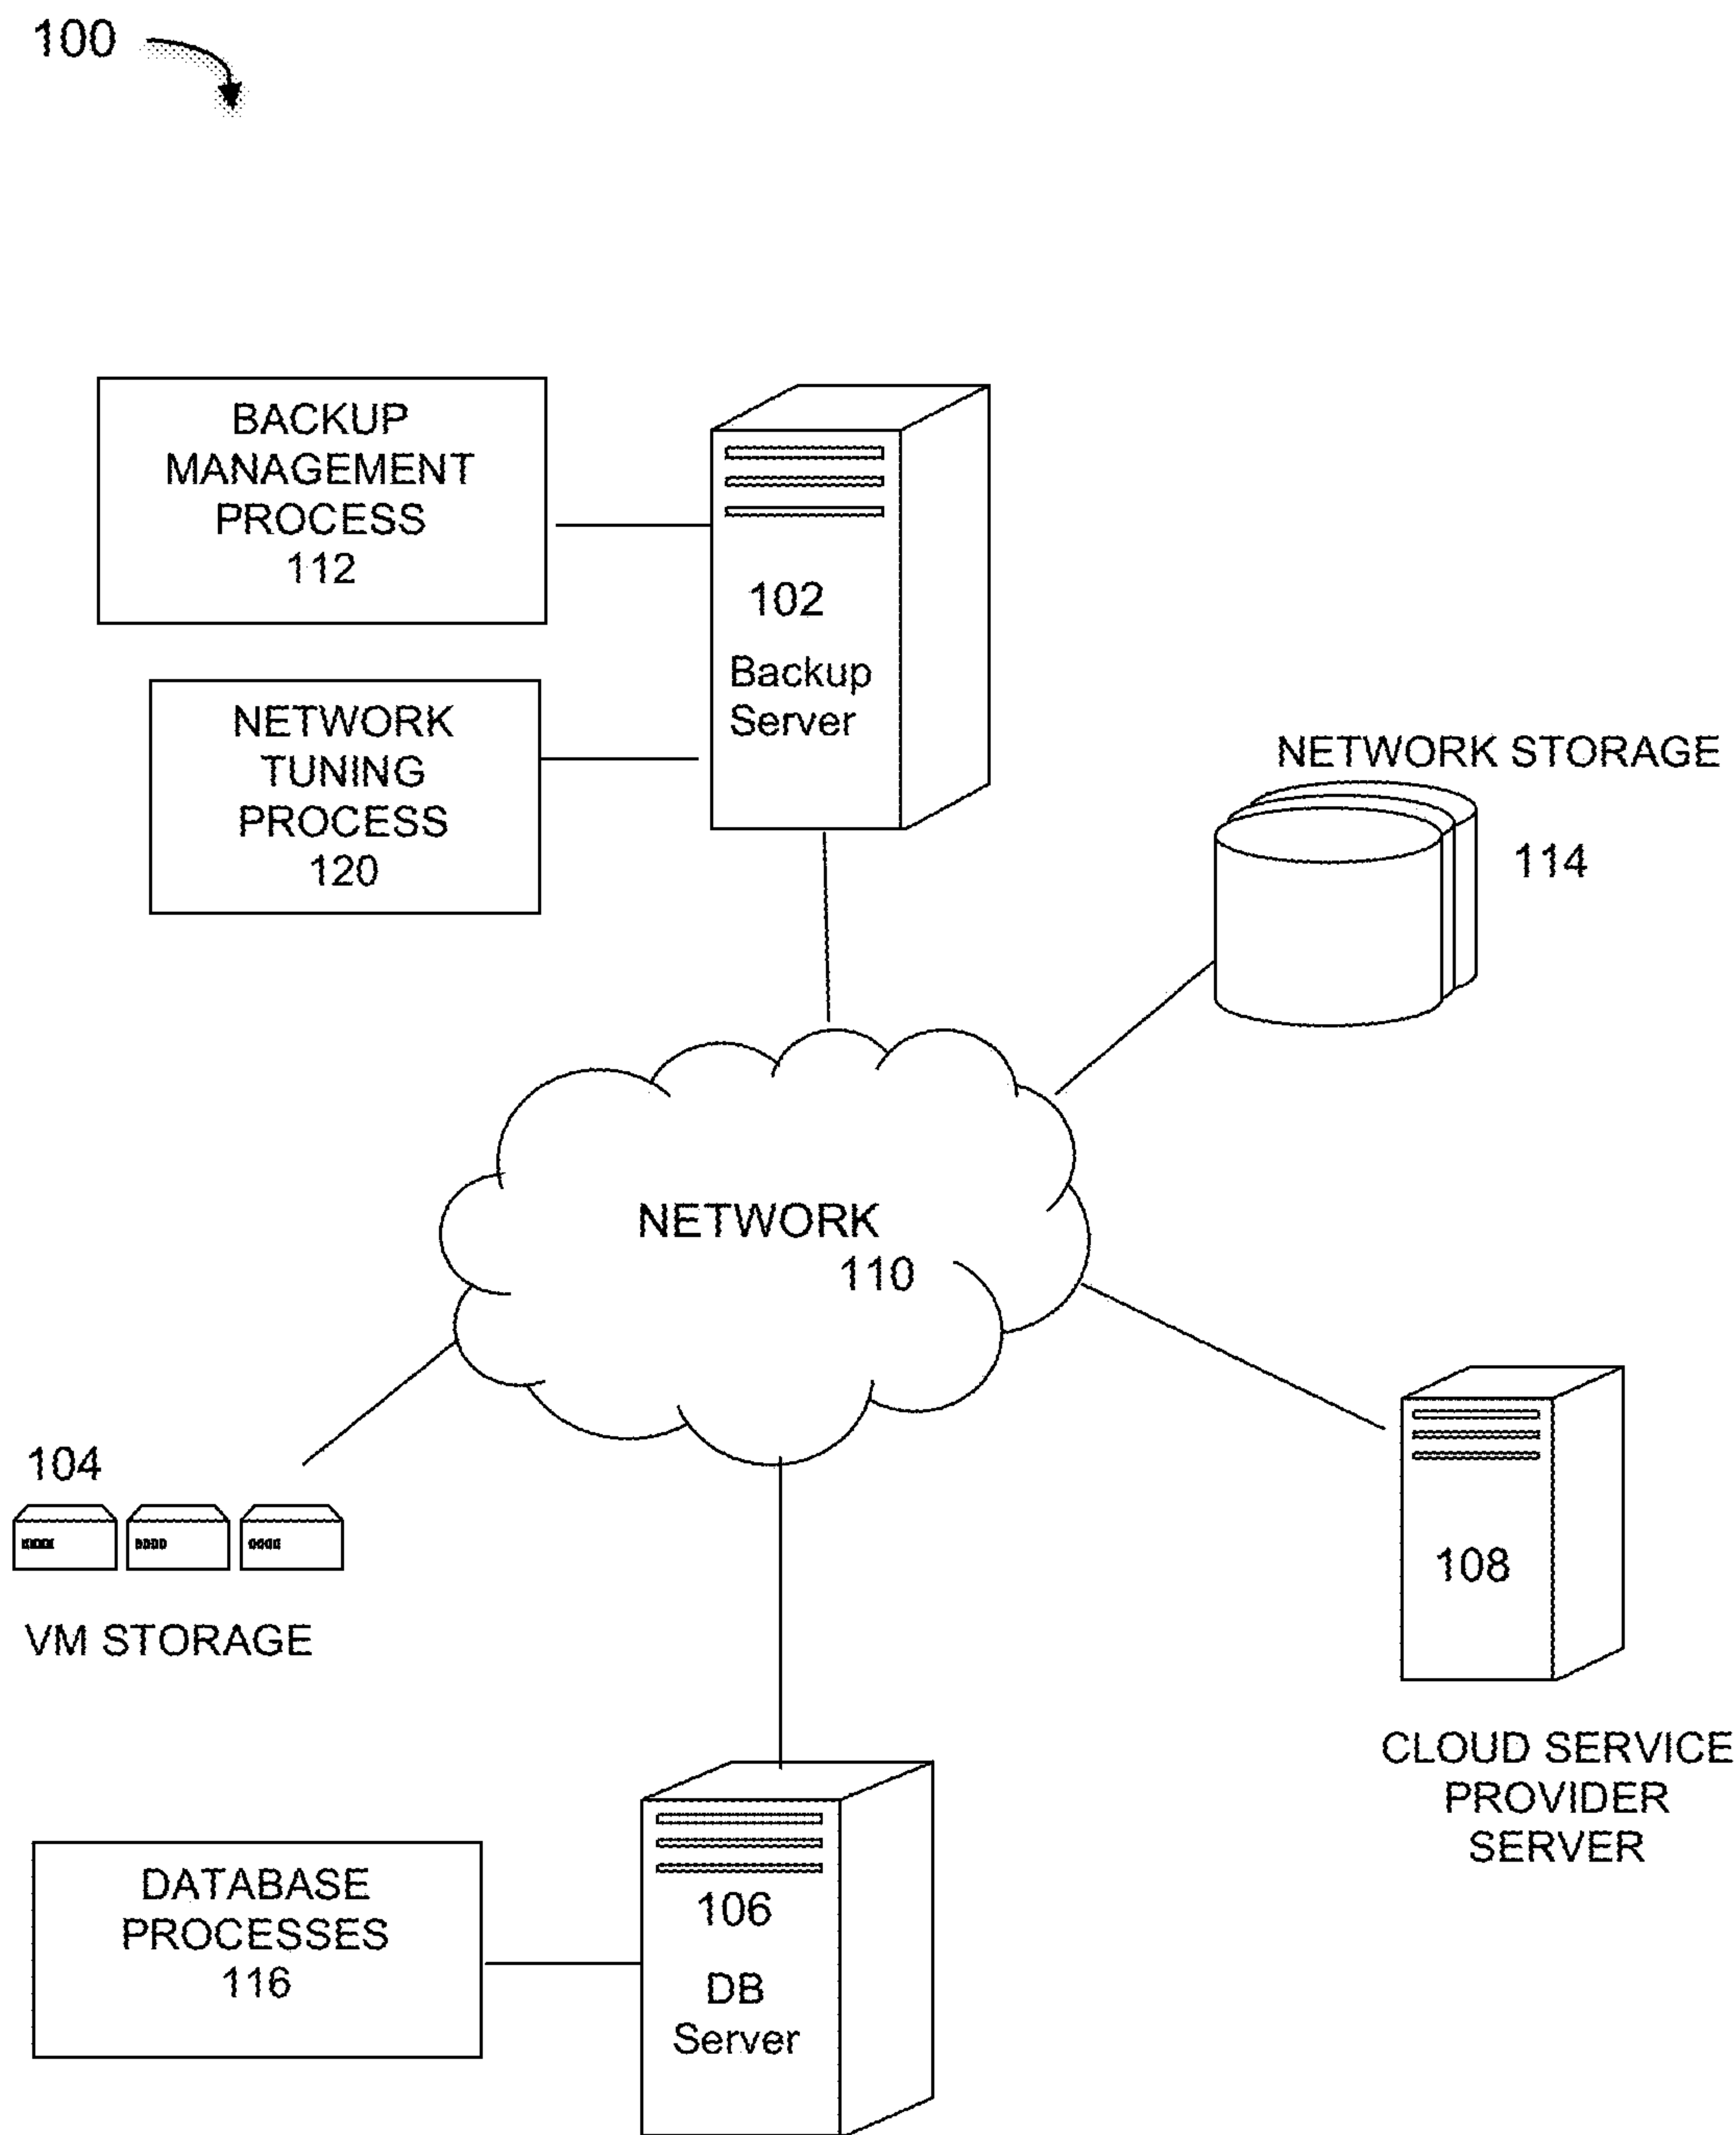 100
BACKUP
MANAGEMENT
PROCESS
112
102
Backup
Server
NETWORK
TUNING
PROCESS
120
NETWORK STORAGE
114
NETWORK
110
104
VM STORAGE
108
CLOUD SERVICE
PROVIDER
SERVER
DATABASE
PROCESSES
116
106
DB
Server